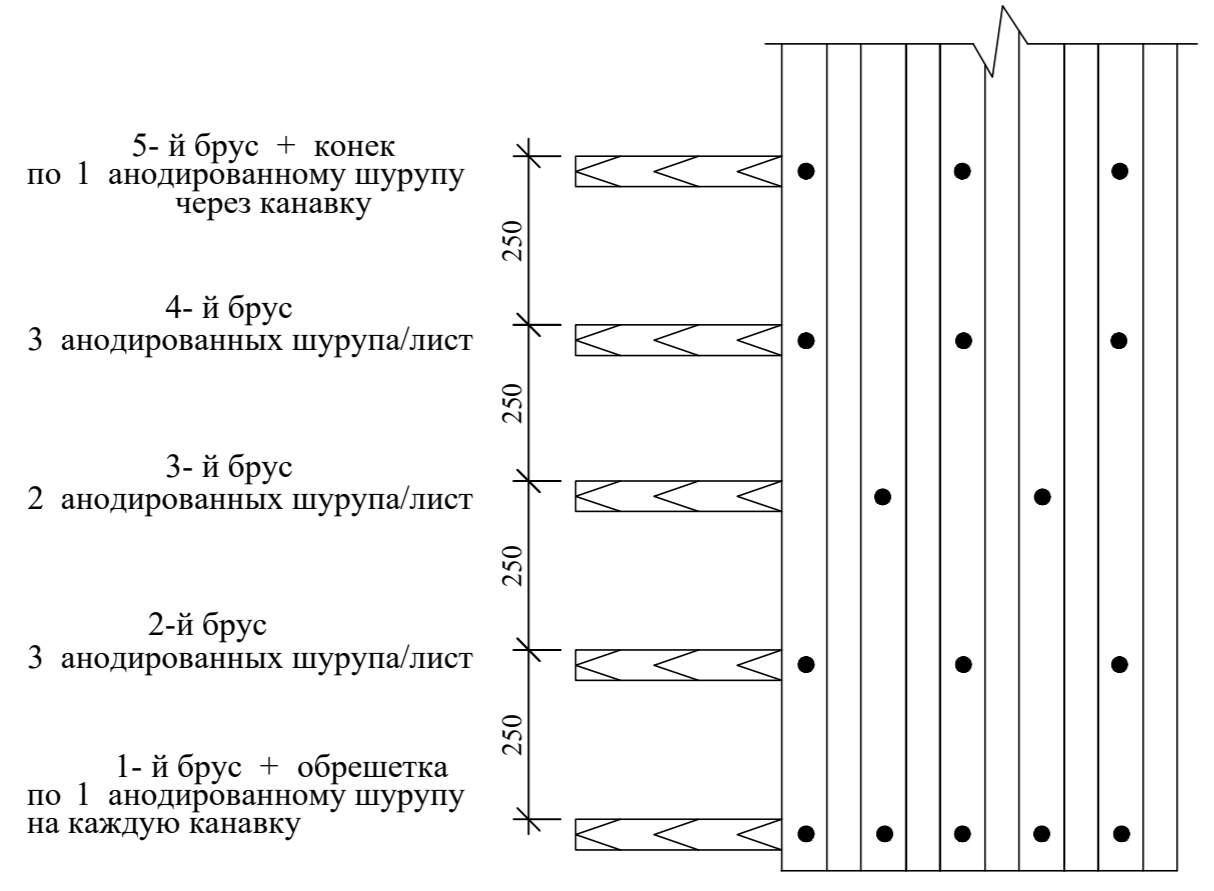 5- й брус + конек
по 1 анодированному шурупу
через канавку
250
4- й брус
3 анодированных шурупа/лист
250
3- й брус
2 анодированных шурупа/лист
250
2-й брус
3 анодированных шурупа/лист
250
1- й брус + обрешетка
по 1 анодированному шурупу
на каждую канавку